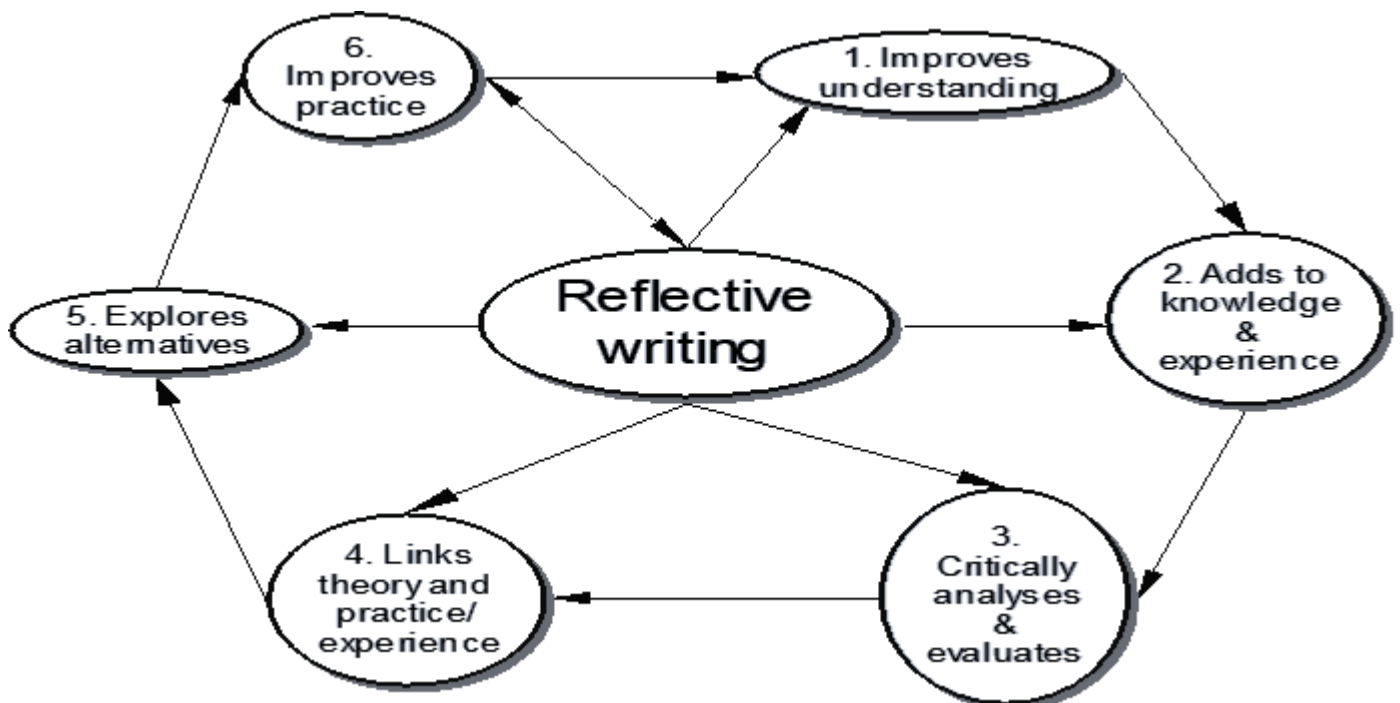 6.
Improves
practice
1. Improves
understanding
Reflective
writing
2. Adds to
knowledge
&
experience
5. Explores
alternatives
4. Links
theory and
practice/
experience
3.
Critically
analyses
&
evaluates